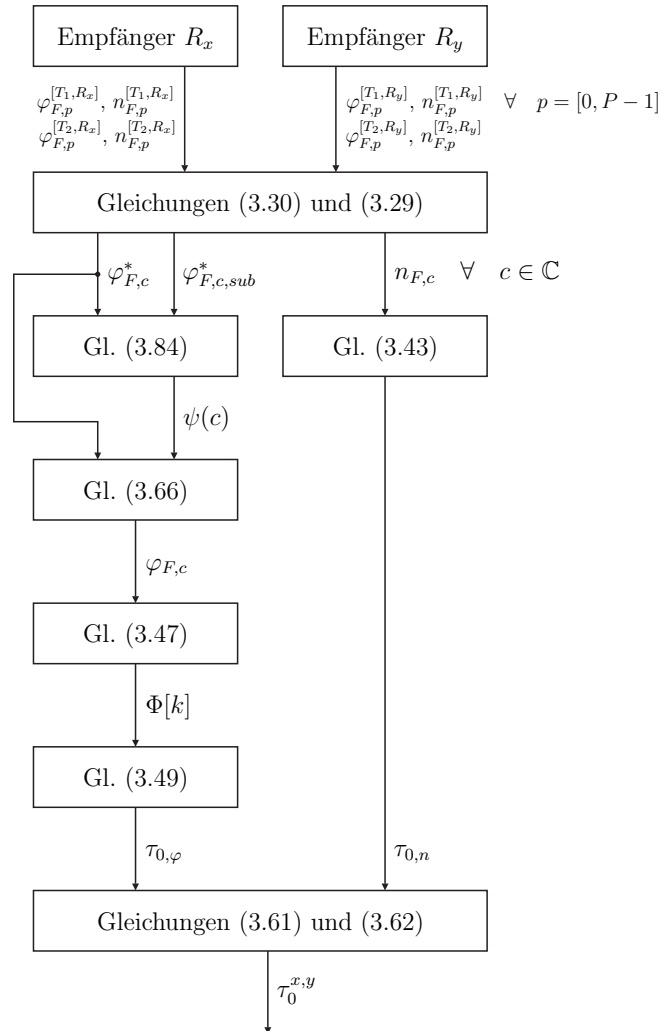 Empfänger $R_x$ Empfänger $R_y$
$\varphi_{F,p}^{[T_1,R_x]}$, $n_{F,p}^{[T_1,R_x]}$ $\varphi_{F,p}^{[T_1,R_y]}$, $n_{F,p}^{[T_1,R_y]}$ ∀ $p = [0, P-1]$
$\varphi_{F,p}^{[T_2,R_x]}$, $n_{F,p}^{[T_2,R_x]}$ $\varphi_{F,p}^{[T_2,R_y]}$, $n_{F,p}^{[T_2,R_y]}$
Gleichungen (3.30) und (3.29)
$\varphi_{F,c}^{*}$ $\varphi_{F,c,sub}^{*}$ $n_{F,c}$ ∀ $c \in \mathbb{C}$
Gl. (3.84) Gl. (3.43)
$\psi(c)$
Gl. (3.66)
$\varphi_{F,c}$
Gl. (3.47)
$\Phi[k]$
Gl. (3.49)
$\tau_{0,\varphi}$ $\tau_{0,n}$
Gleichungen (3.61) und (3.62)
$\tau_0^{x,y}$